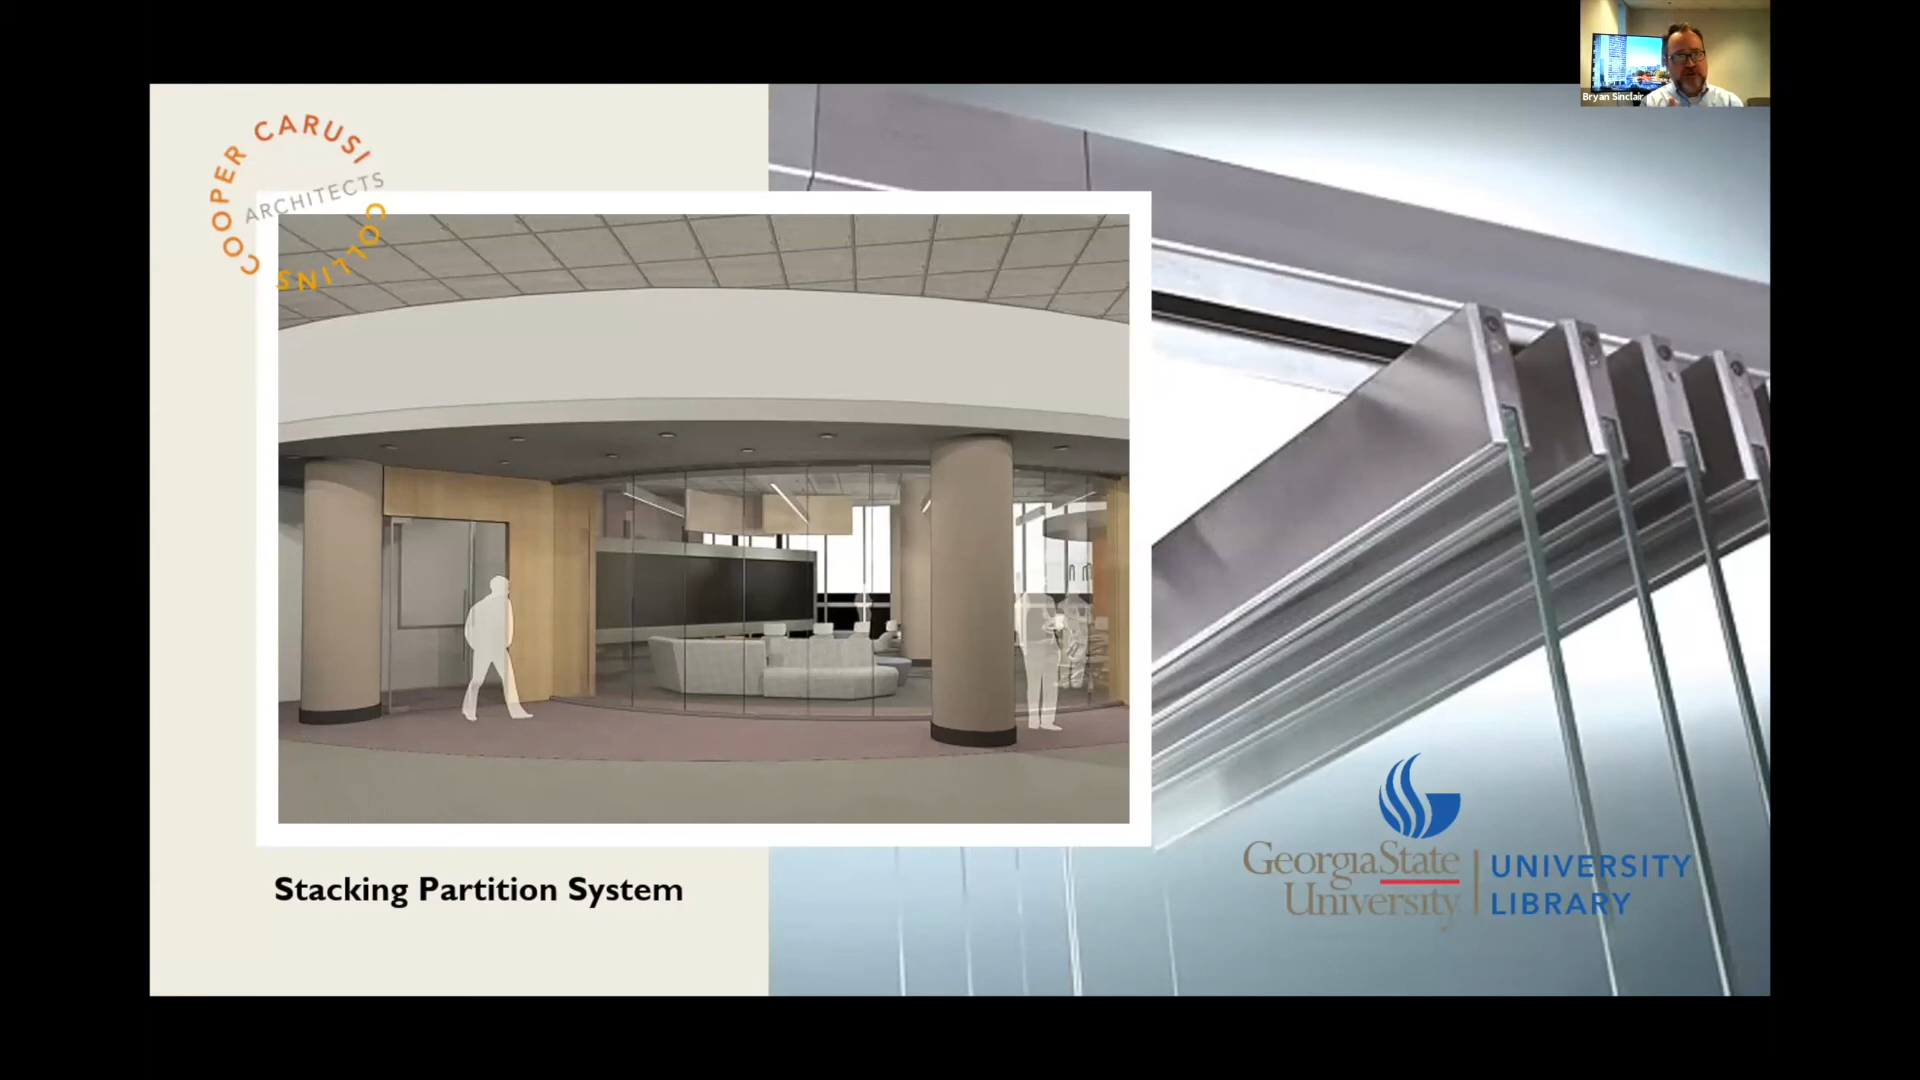 Bryan Sinclair
COLLINS COOPER CARUSI
ARCHITECTS
Stacking Partition System
GeorgiaState
University
UNIVERSITY
LIBRARY